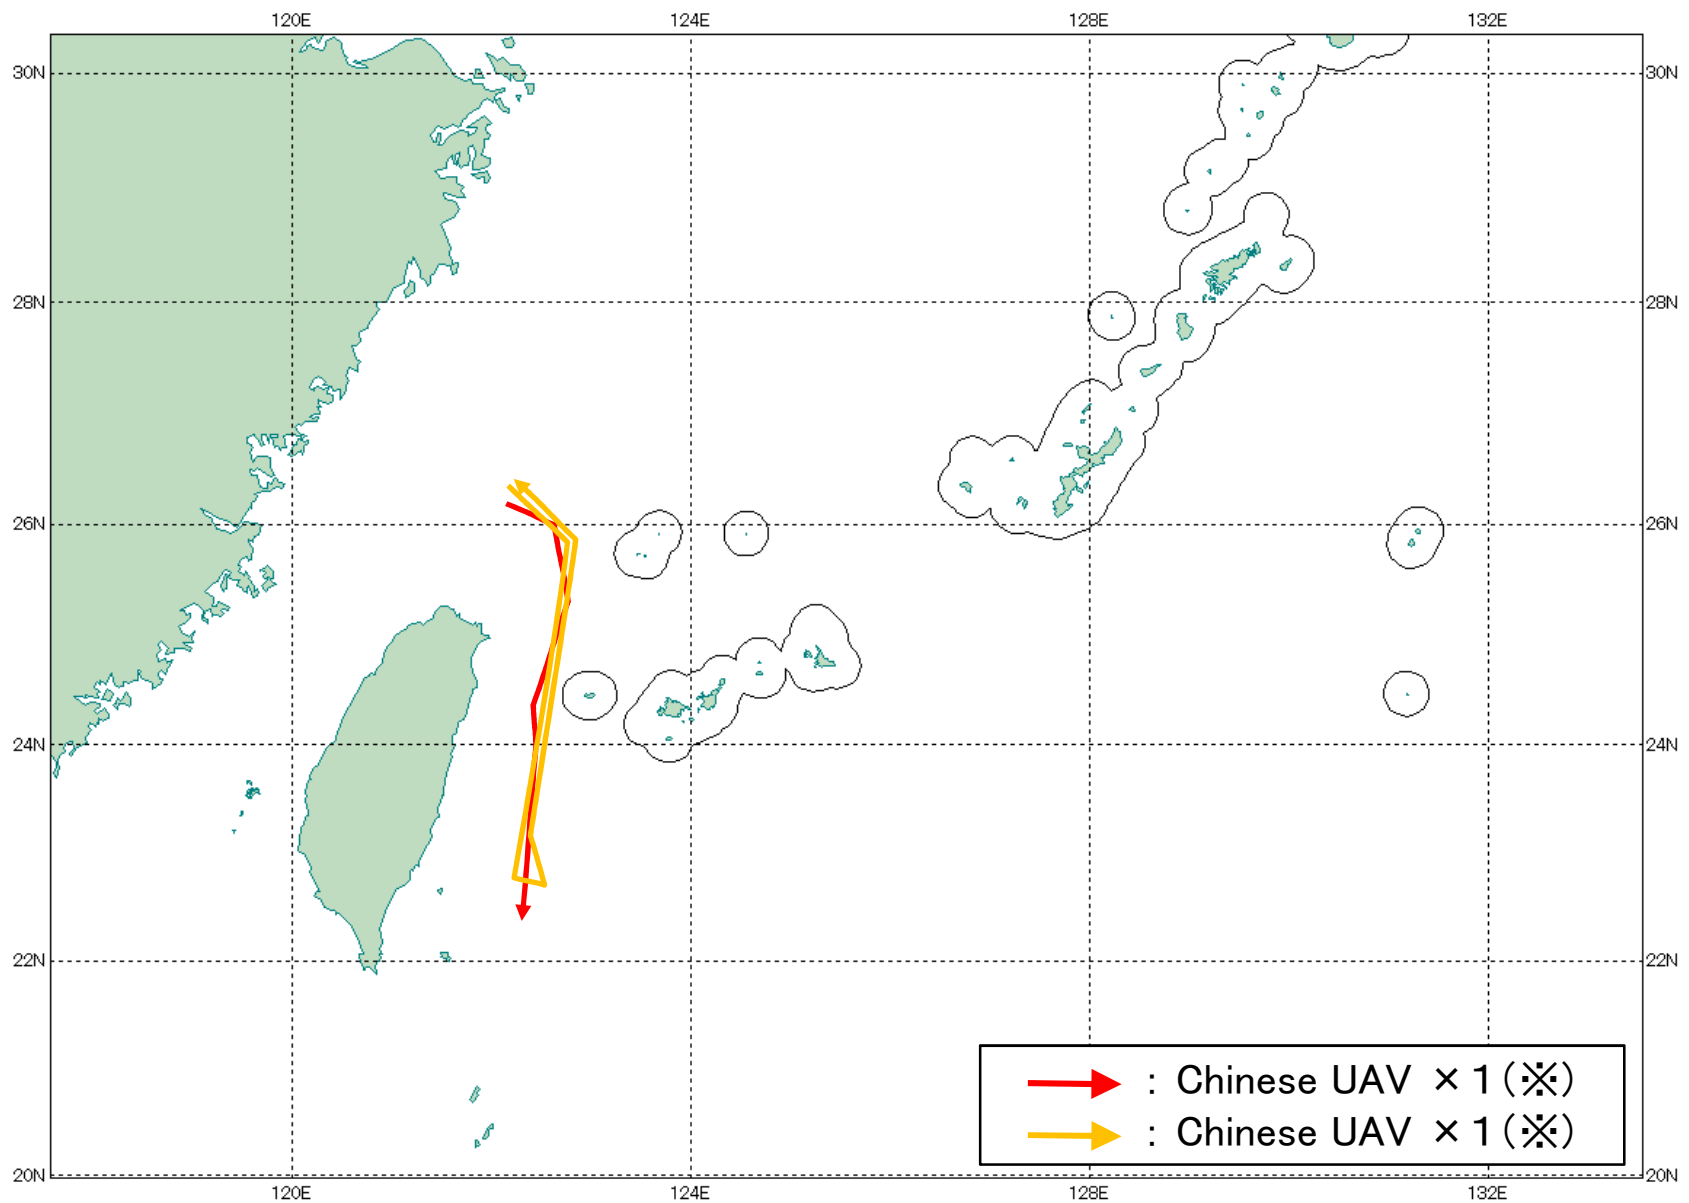 120E 124E 128E 132E
30N 30N
28N 28N
26N 26N
24N 24N
22N 22N
20N 20N
: Chinese UAV ×1(※)
: Chinese UAV ×1(※)
120E 124E 128E 132E